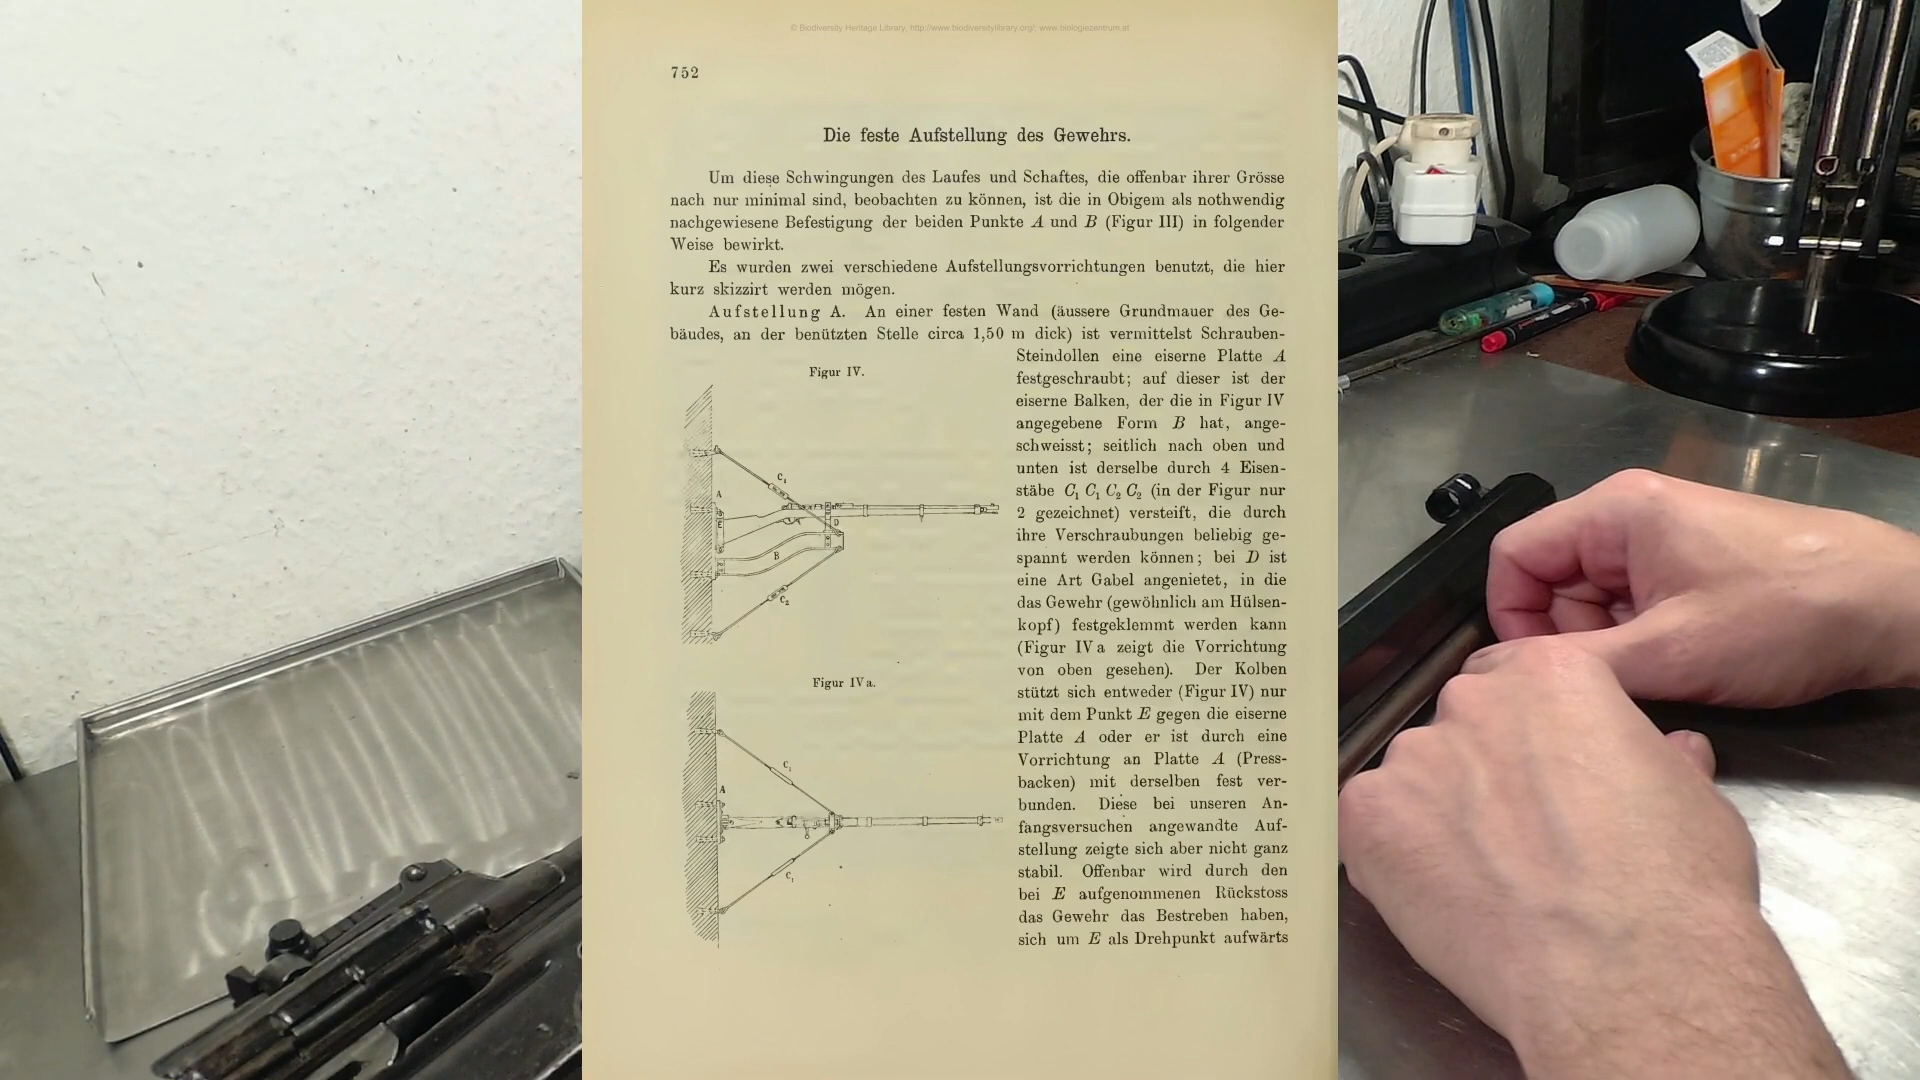 © Biodiversity Heritage Library, http://www.biodiversitylibrary.org/; www.biologiezentrum.at
752
Die feste Aufstellung des Gewehrs.
Um diese Schwingungen des Laufes und Schaftes, die offenbar ihrer Grösse
nach nur minimal sind, beobachten zu können, ist die in Obigem als nothwendig
nachgewiesene Befestigung der beiden Punkte A und B (Figur III) in folgender
Weise bewirkt.
Es wurden zwei verschiedene Aufstellungsvorrichtungen benutzt, die hier
kurz skizzirt werden mögen.
Aufstellung A. An einer festen Wand (äussere Grundmauer des Ge-
bäudes, an der benützten Stelle circa 1,50 m dick) ist vermittelst Schrauben-
Steindollen eine eiserne Platte A
festgeschraubt; auf dieser ist der
eiserne Balken, der die in Figur IV
angegebene Form B hat, ange-
schweisst; seitlich nach oben und
unten ist derselbe durch 4 Eisen-
stäbe C₁ C₁ C₂ C₂ (in der Figur nur
2 gezeichnet) versteift, die durch
ihre Verschraubungen beliebig ge-
spannt werden können; bei D ist
eine Art Gabel angenietet, in die
das Gewehr (gewöhnlich am Hülsen-
kopf) festgeklemmt werden kann
(Figur IV a zeigt die Vorrichtung
von oben gesehen). Der Kolben
stützt sich entweder (Figur IV) nur
mit dem Punkt E gegen die eiserne
Platte A oder er ist durch eine
Vorrichtung an Platte A (Press-
backen) mit derselben fest ver-
bunden. Diese bei unseren An-
fangsversuchen angewandte Auf-
stellung zeigte sich aber nicht ganz
stabil. Offenbar wird durch den
bei E aufgenommenen Rückstoss
das Gewehr das Bestreben haben,
sich um E als Drehpunkt aufwärts
Figur IV.
C₁
A
E
D
B
C₂
Figur IV a.
C₁
A
C₁